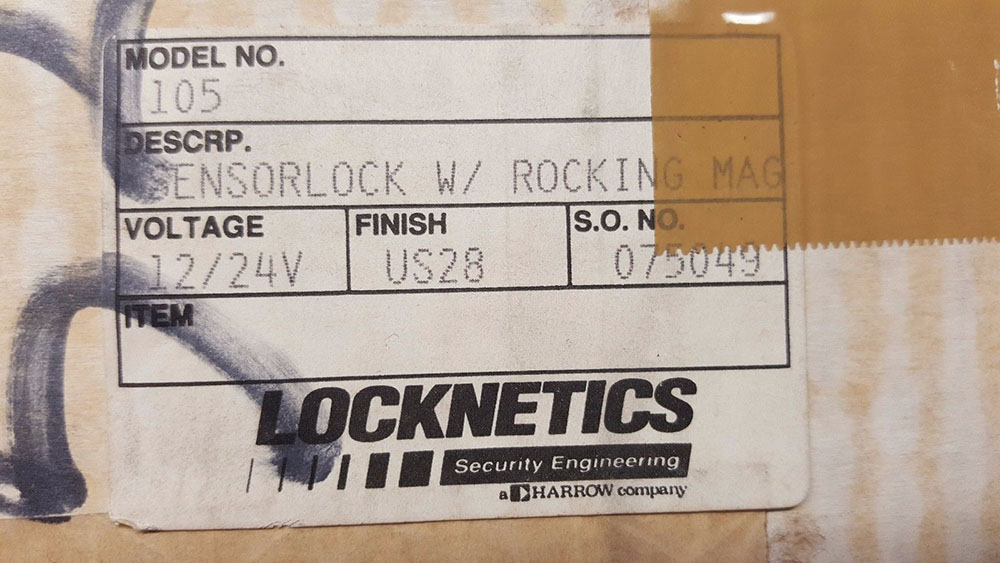 MODEL NO.
105
DESCRP.
SENSORLOCK W/ ROCKING MAG
VOLTAGE FINISH S.O. NO.
12/24V US28 075049
ITEM
LOCKNETICS
Security Engineering
a HARROW company